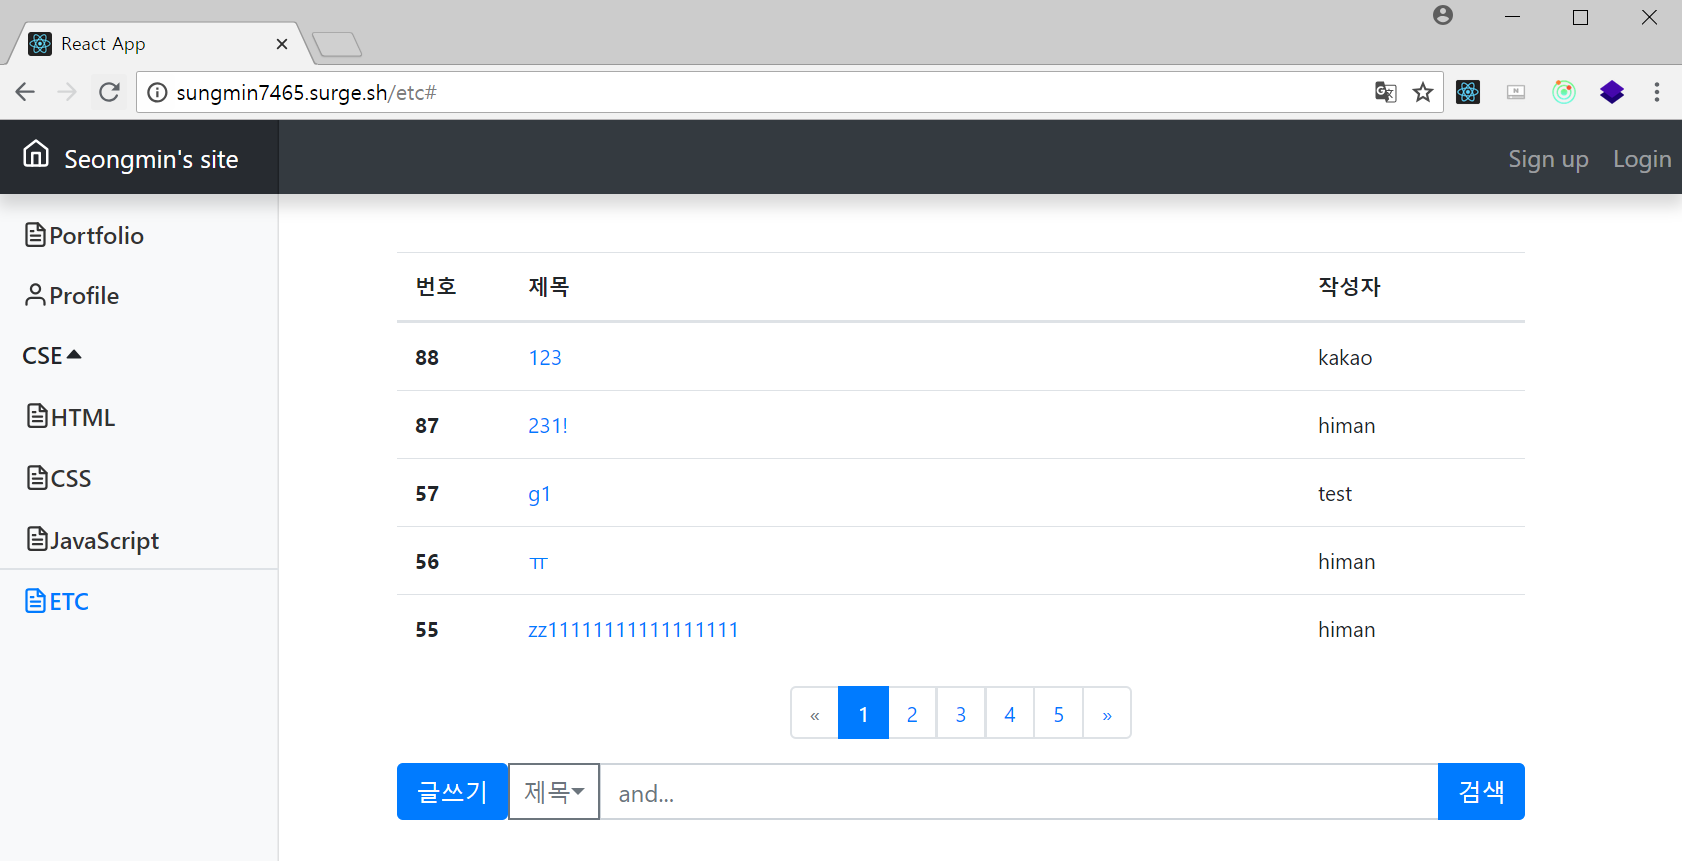 React App
sungmin7465.surge.sh/etc#
Seongmin's site
Sign up Login
Portfolio
Profile
CSE
HTML
CSS
JavaScript
ETC
번호 제목 작성자
88 123 kakao
87 231! himan
57 g1 test
56 ㅠ himan
55 zz11111111111111111 himan
« 1 2 3 4 5 »
글쓰기 제목 and... 검색